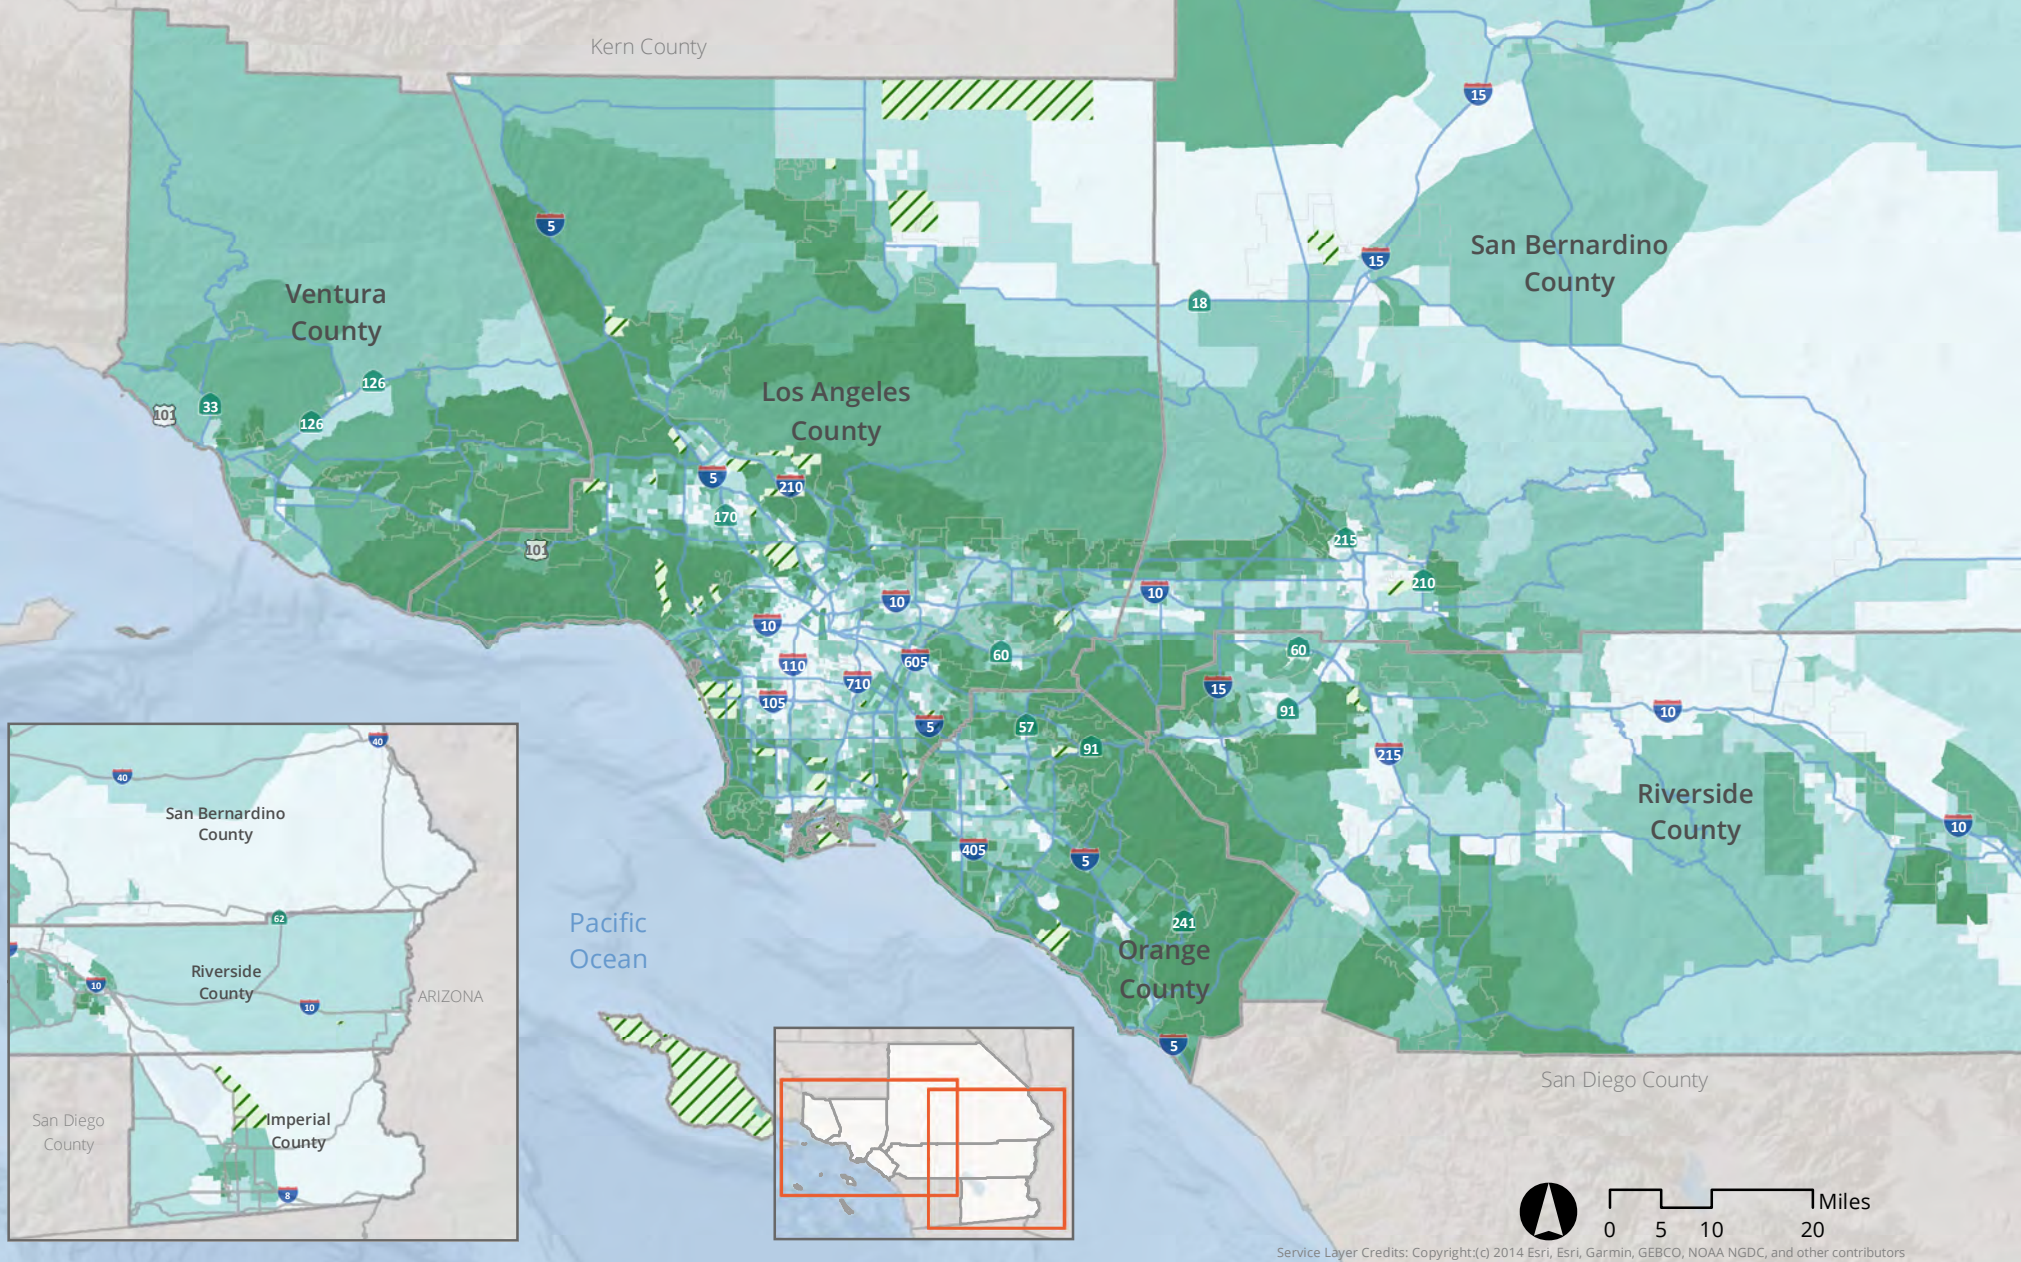 Kern County
15
5
15
San Bernardino
County
Ventura
County
18
126
Los Angeles
County
33
101
126
5
210
170
215
101
210
10
10
10
60
60
110
605
15
710
105
91
10
57
5
91
215
Riverside
County
10
405
5
Pacific
Ocean
241
Orange
County
5
San Diego County
40
40
San Bernardino
County
62
Riverside
County
10
ARIZONA
10
San Diego
County
Imperial
County
8
Miles
0 5 10 20
Service Layer Credits: Copyright:(c) 2014 Esri, Esri, Garmin, GEBCO, NOAA NGDC, and other contributors